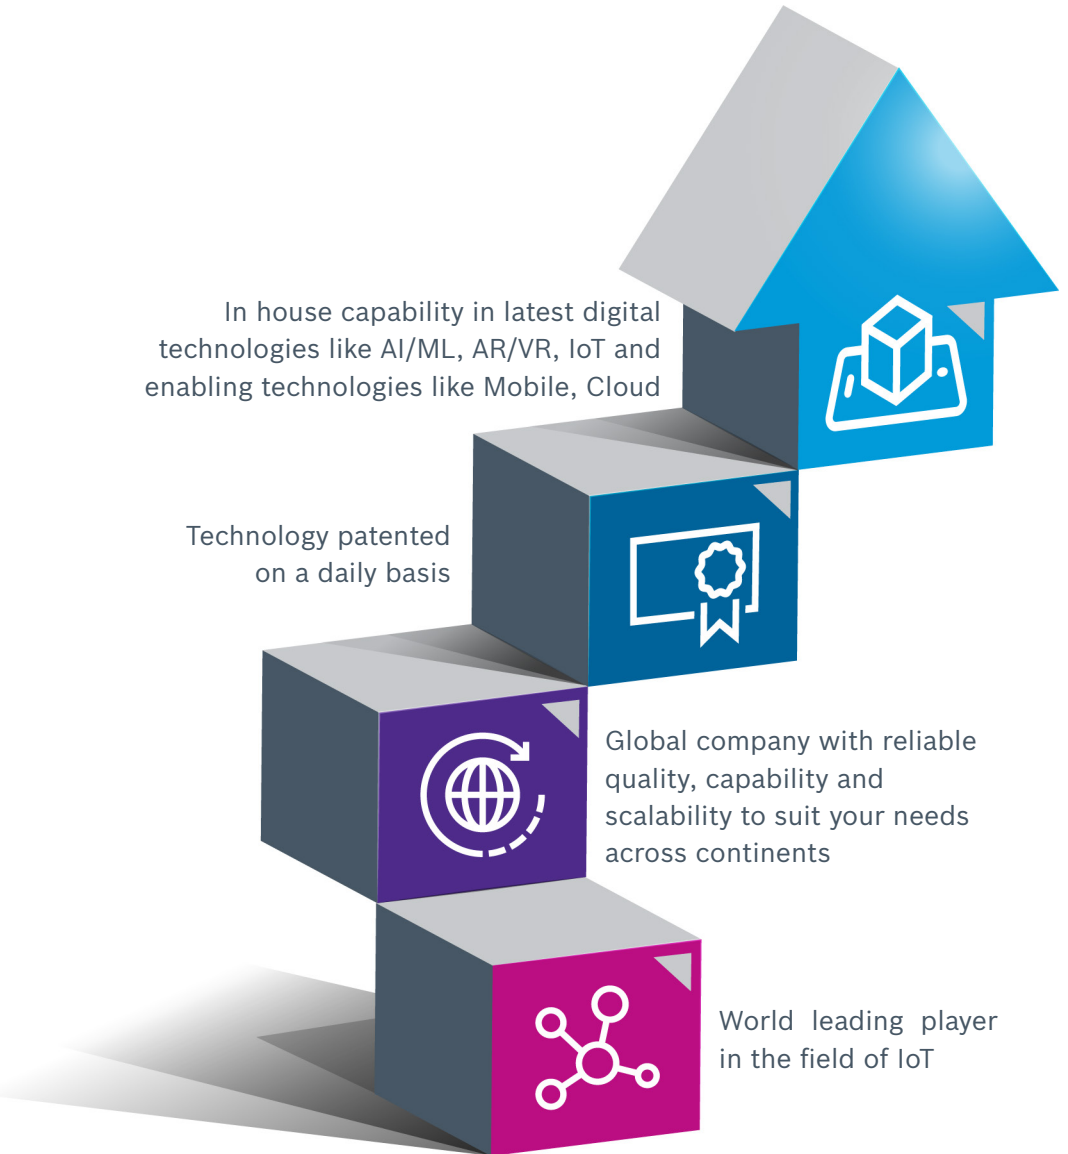 In house capability in latest digital
technologies like AI/ML, AR/VR, IoT and
enabling technologies like Mobile, Cloud
Technology patented
on a daily basis
Global company with reliable
quality, capability and
scalability to suit your needs
across continents
World leading player
in the field of IoT